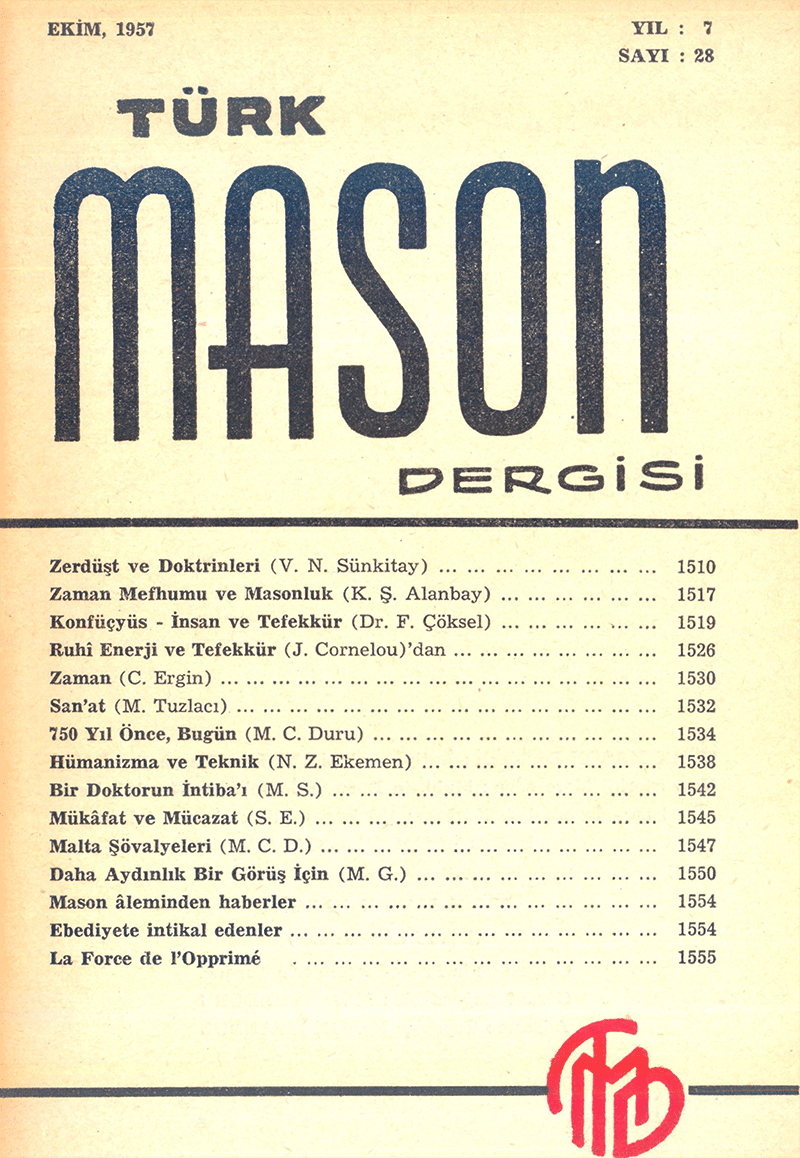 EKİM, 1957
YIL : 7
SAYI : 28
TÜRK
MASON
DERGİSİ
Zerdüşt ve Doktrinleri (V. N. Sünkitay) ... ... ... ... ... ... ... ... 1510
Zaman Mefhumu ve Masonluk (K. Ş. Alanbay) ... ... ... ... ... ... 1517
Konfüçyüs - İnsan ve Tefekkür (Dr. F. Çöksel) ... ... ... ... ... ... 1519
Ruhî Enerji ve Tefekkür (J. Cornelou)'dan ... ... ... ... ... ... ... 1526
Zaman (C. Ergin) ... ... ... ... ... ... ... ... ... ... ... ... ... ... ... ... 1530
San'at (M. Tuzlacı) ... ... ... ... ... ... ... ... ... ... ... ... ... ... ... 1532
750 Yıl Önce, Bugün (M. C. Duru) ... ... ... ... ... ... ... ... ... ... 1534
Hümanizma ve Teknik (N. Z. Ekemen) ... ... ... ... ... ... ... ... ... 1538
Bir Doktorun İntiba'ı (M. S.) ... ... ... ... ... ... ... ... ... ... ... ... 1542
Mükâfat ve Mücazat (S. E.) ... ... ... ... ... ... ... ... ... ... ... ... 1545
Malta Şövalyeleri (M. C. D.) ... ... ... ... ... ... ... ... ... ... ... ... 1547
Daha Aydınlık Bir Görüş İçin (M. G.) ... ... ... ... ... ... ... ... ... 1550
Mason âleminden haberler ... ... ... ... ... ... ... ... ... ... ... ... ... 1554
Ebediyete intikal edenler ... ... ... ... ... ... ... ... ... ... ... ... ... 1554
La Force de l'Opprimé . ... ... ... ... ... ... ... ... ... ... ... ... ... 1555
TMD